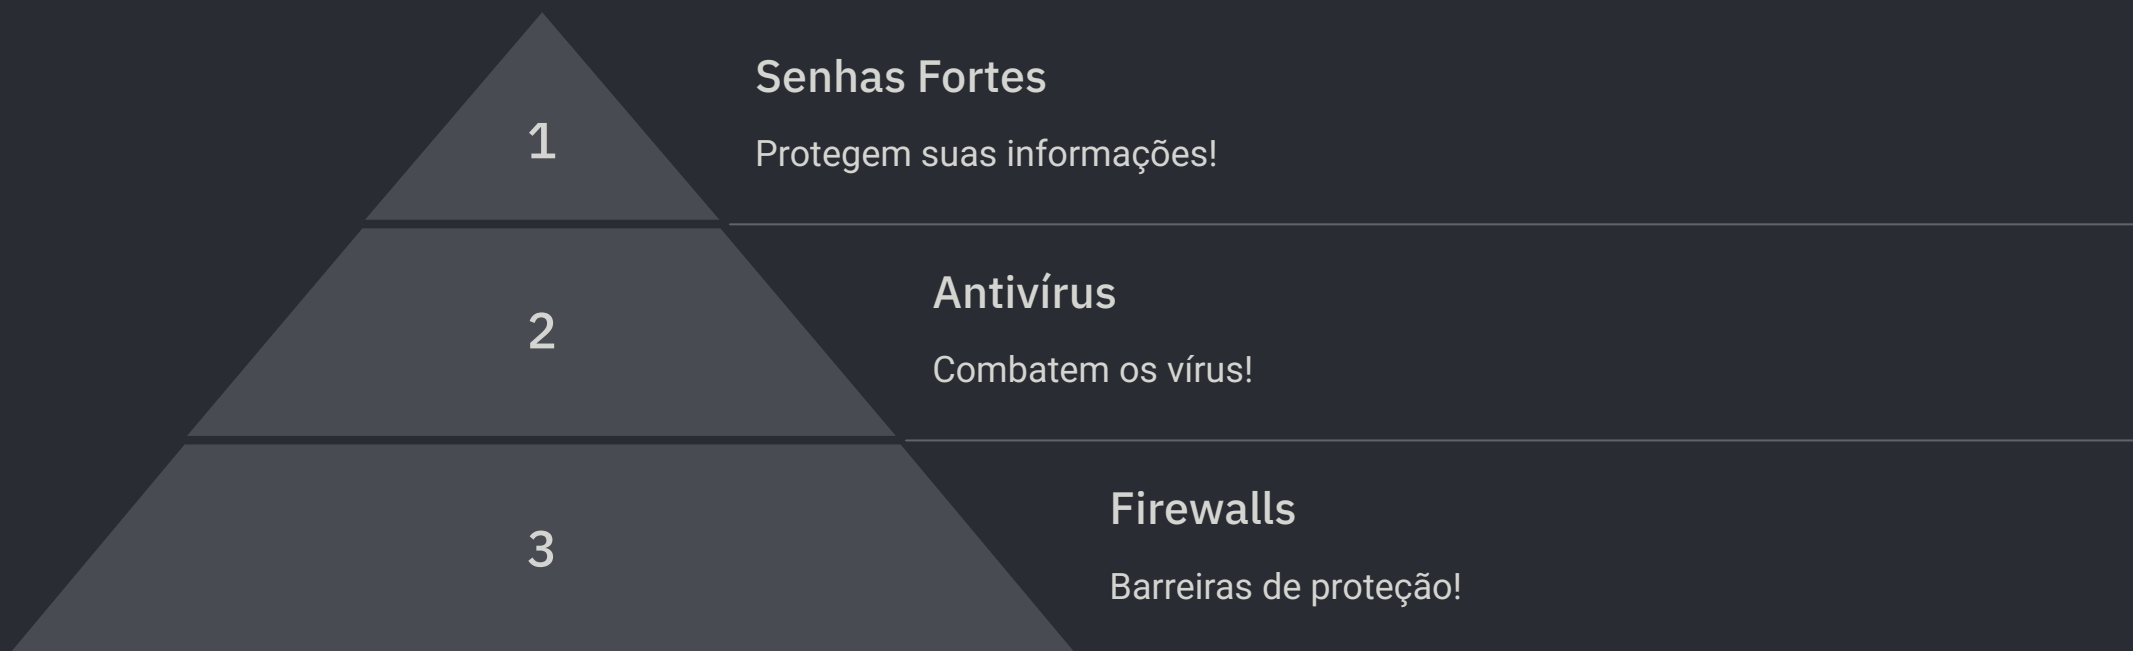 1
Senhas Fortes
Protegem suas informações!
2
Antivírus
Combatem os vírus!
3
Firewalls
Barreiras de proteção!